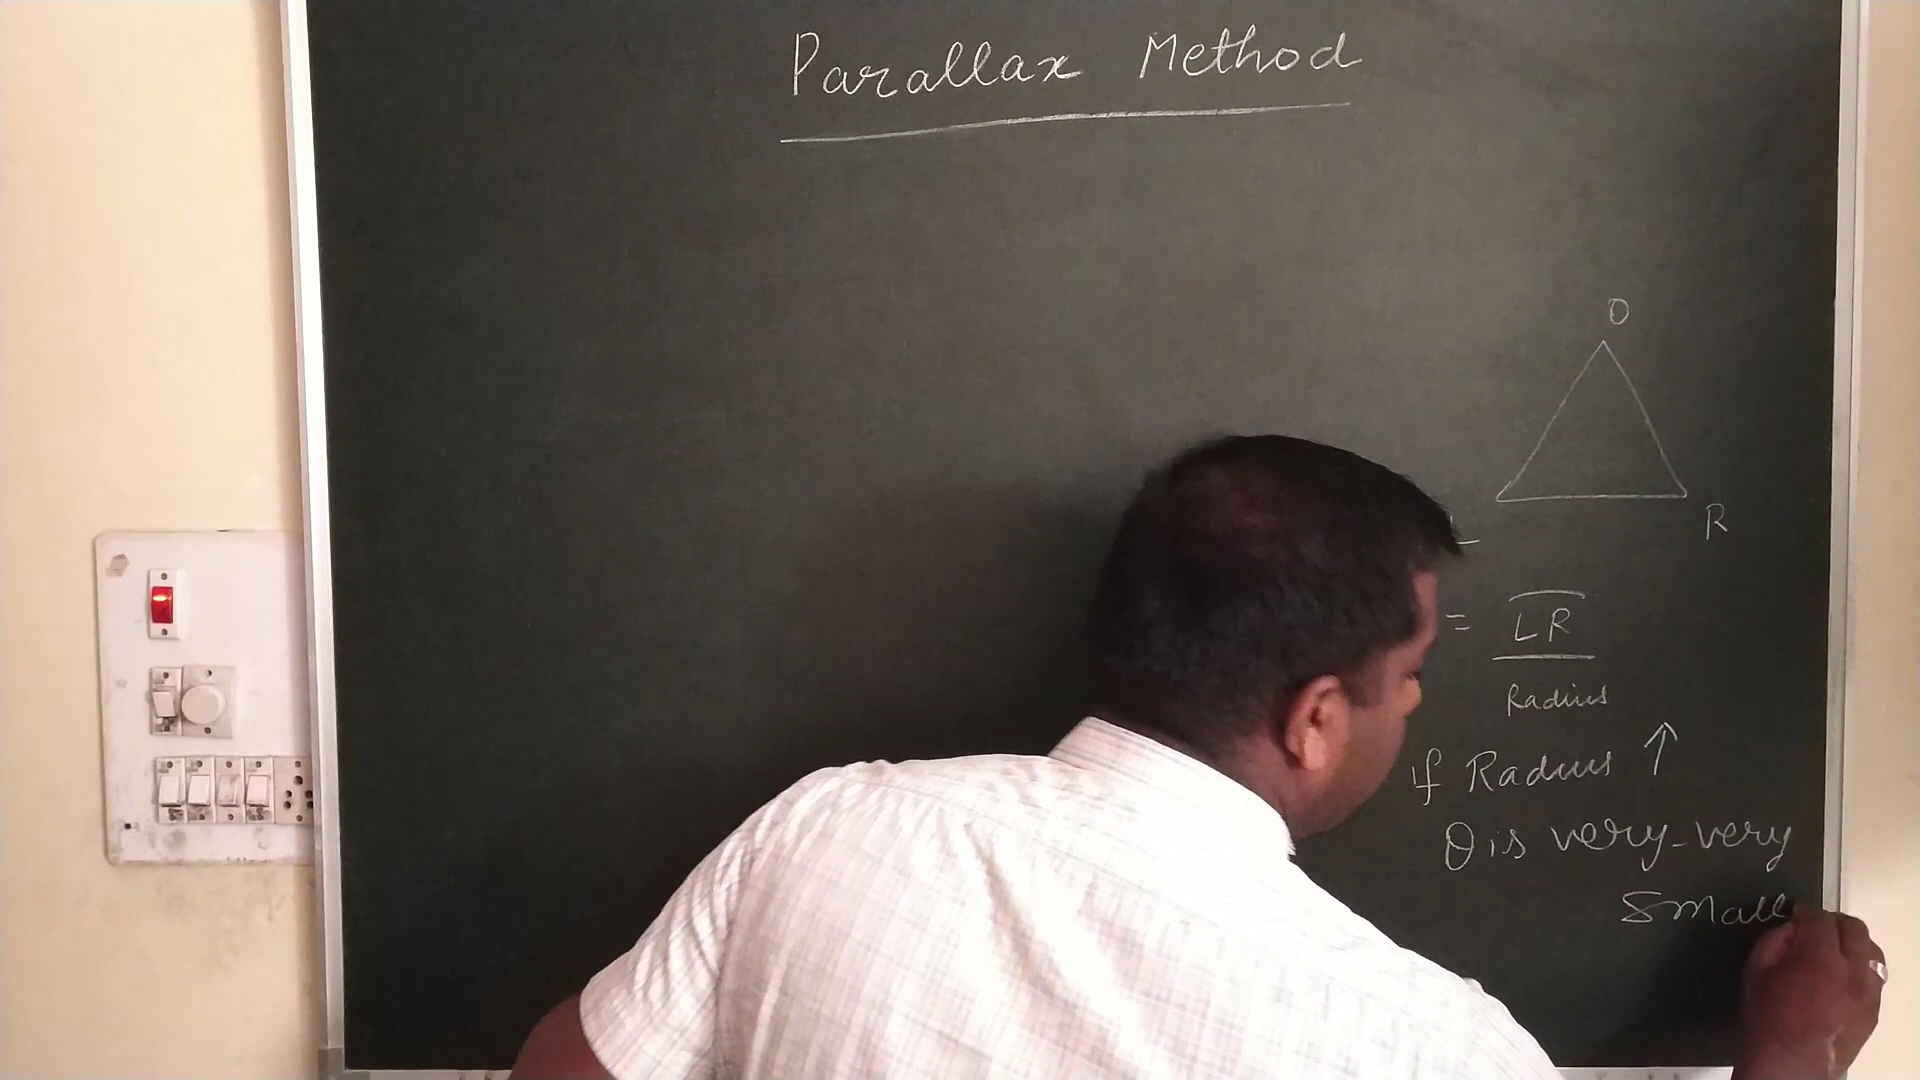 Parallax Method
O
L R
= LR
Radius
If Radius ↑
θ is very-very
small